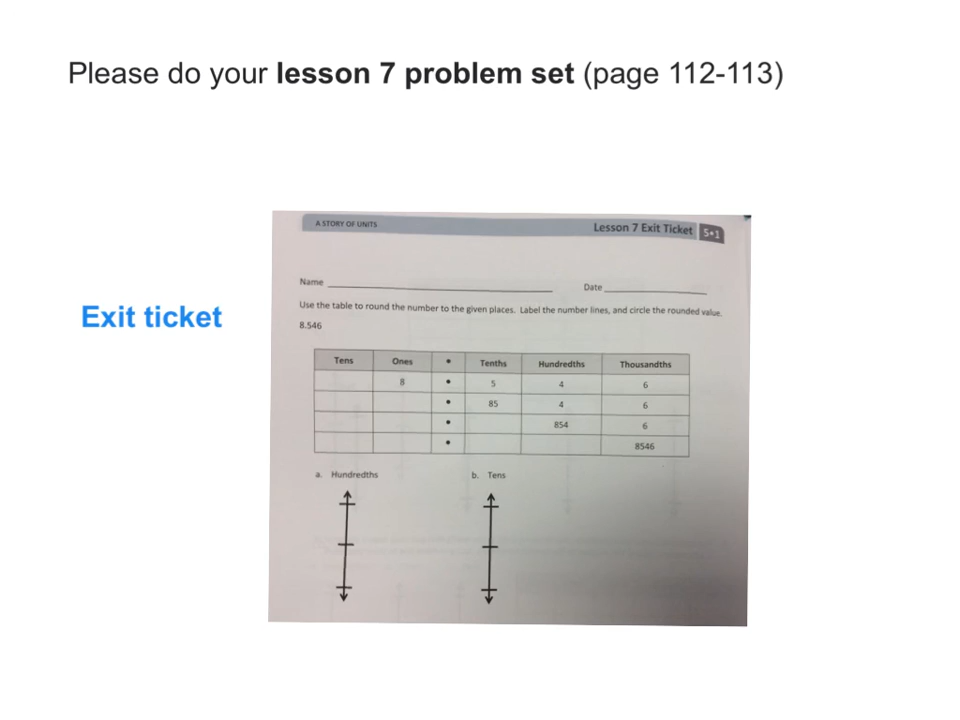 Please do your lesson 7 problem set (page 112-113)
A STORY OF UNITS
Lesson 7 Exit Ticket 5•1
Name Date
Exit ticket
Use the table to round the number to the given places. Label the number lines, and circle the rounded value.
8.546
Tens Ones • Tenths Hundredths Thousandths
8 • 5 4 6
• 85 4 6
• 854 6
• 8546
a. Hundredths b. Tens